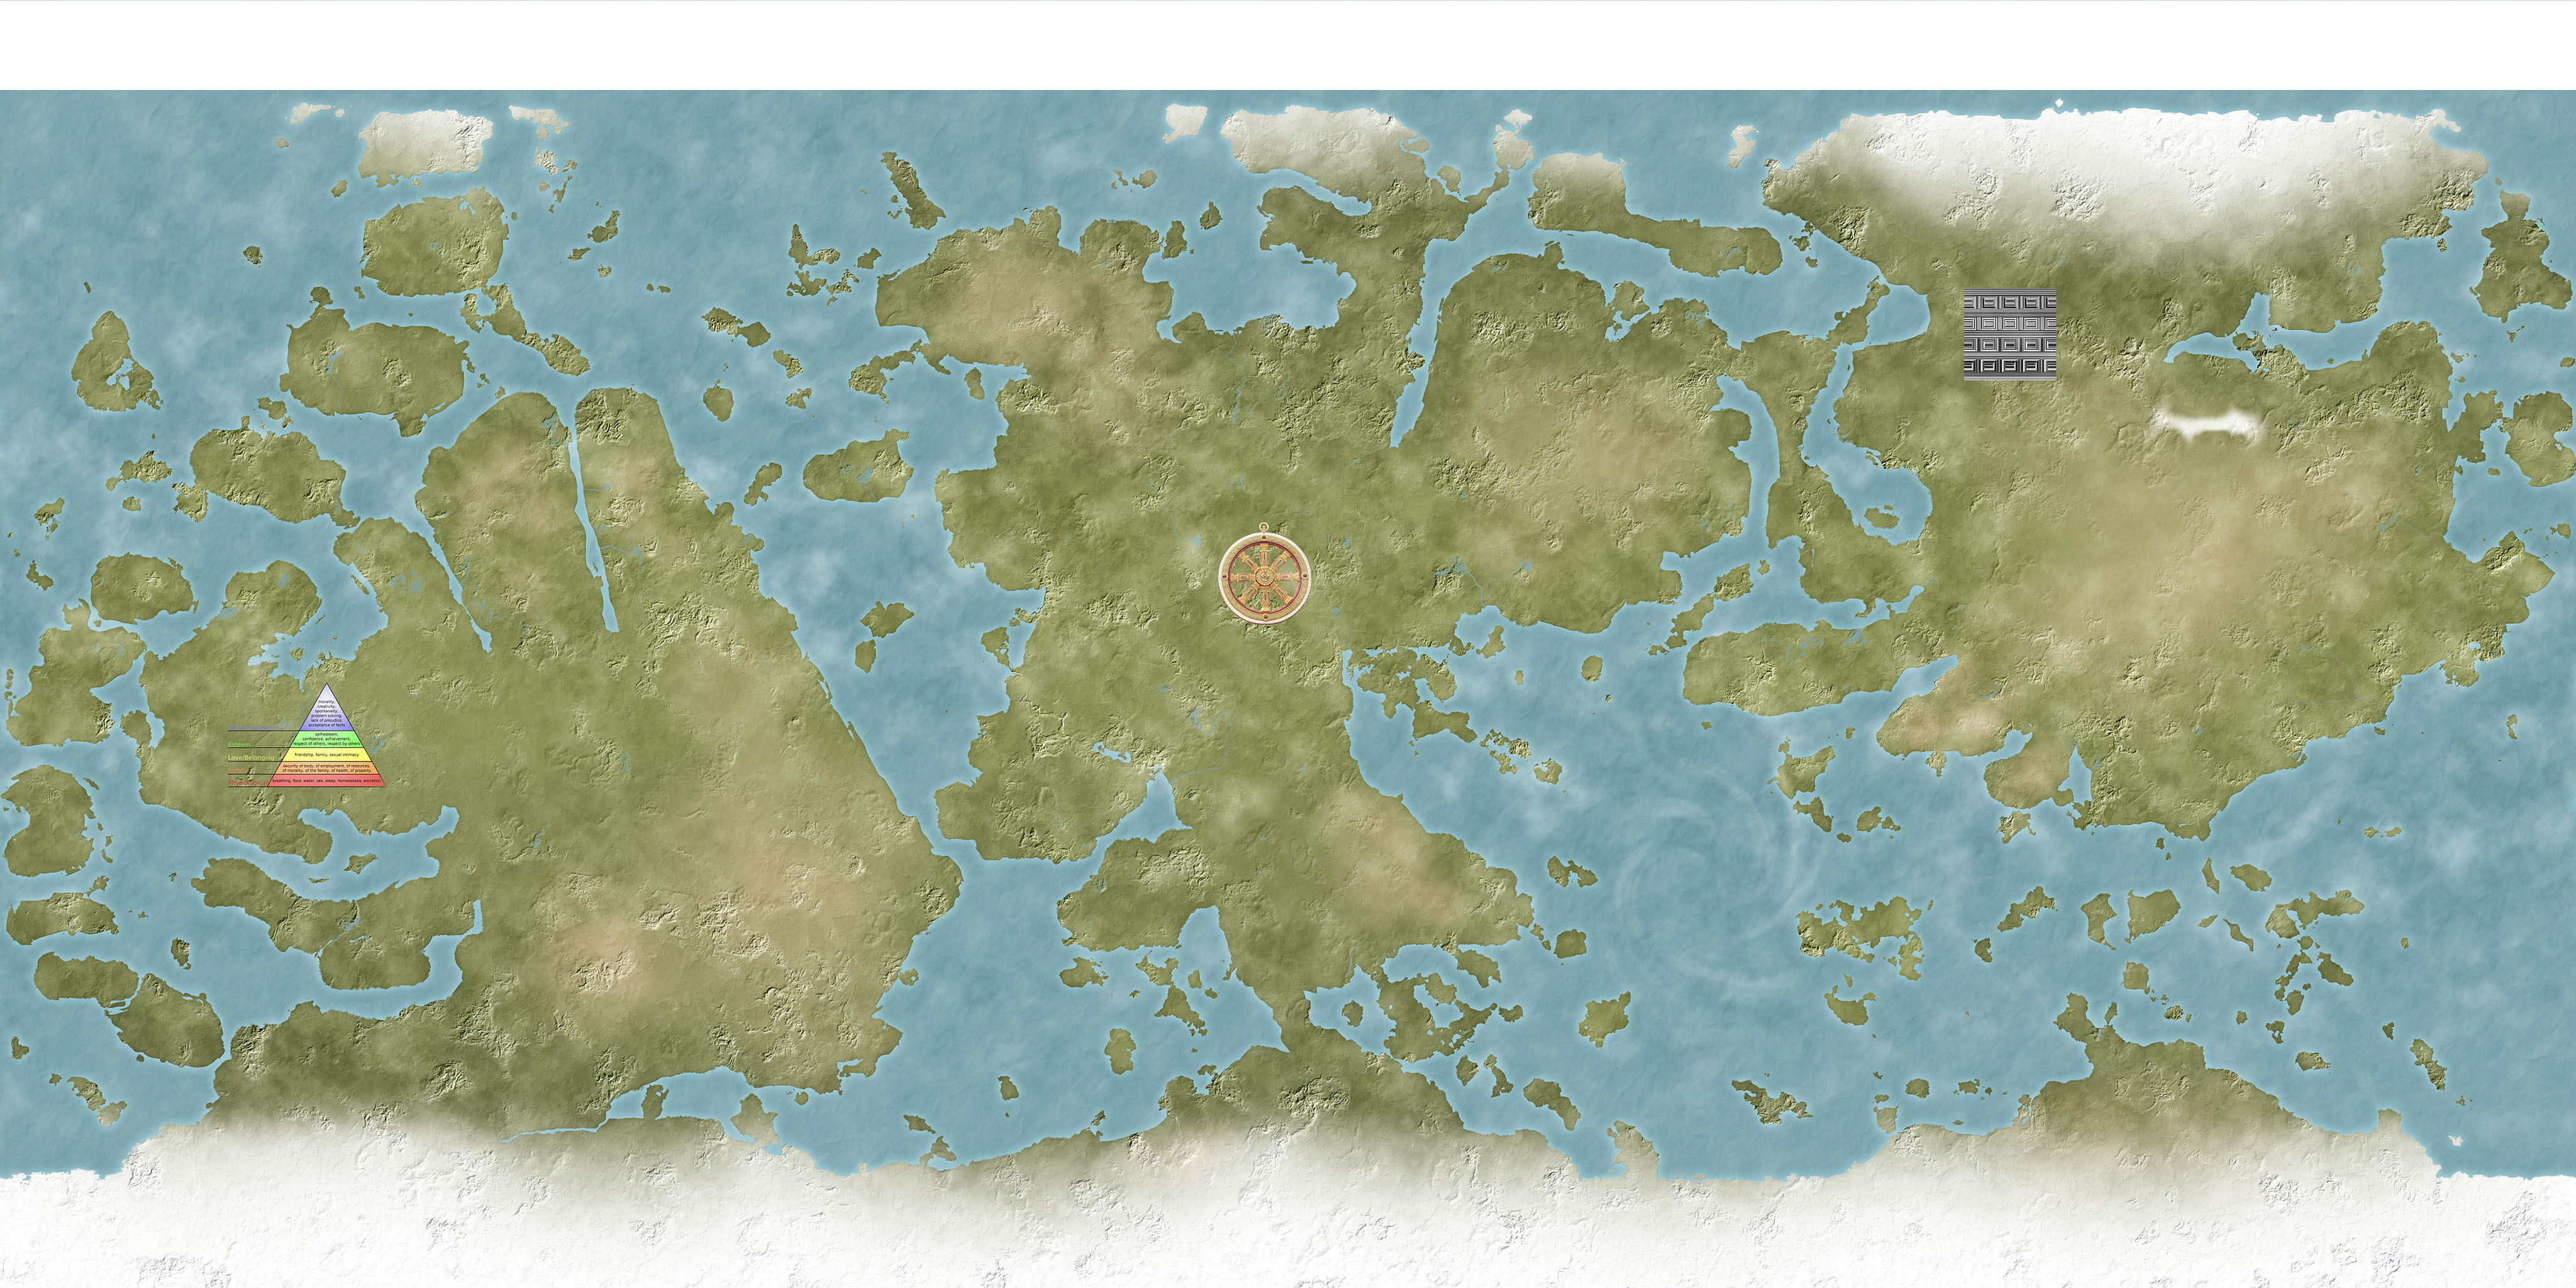 morality,
creativity,
spontaneity,
problem solving,
lack of prejudice,
acceptance of facts
self-esteem,
confidence, achievement,
respect of others, respect by others
Esteem
friendship, family, sexual intimacy
Love/Belonging
security of body, of employment, of resources,
of morality, of the family, of health, of property
breathing, food, water, sex, sleep, homeostasis, excretion